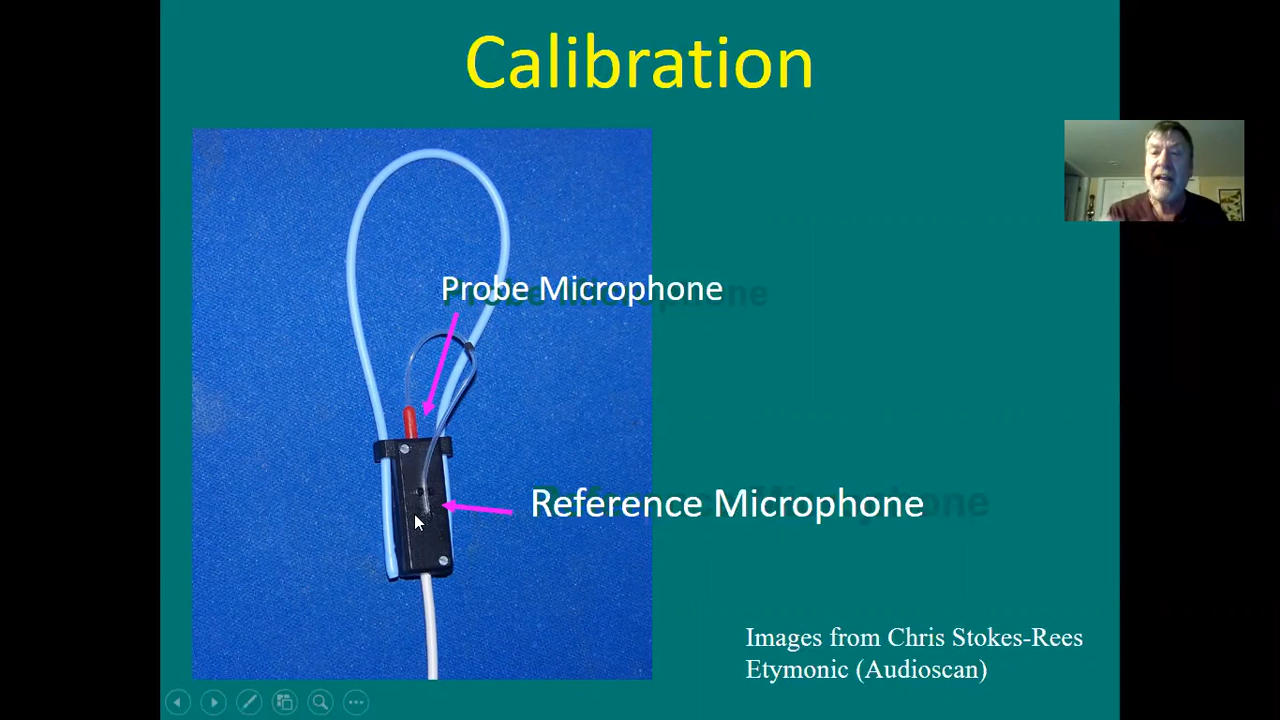 Calibration
Probe Microphone
Reference Microphone
Images from Chris Stokes-Rees
Etymonic (Audioscan)